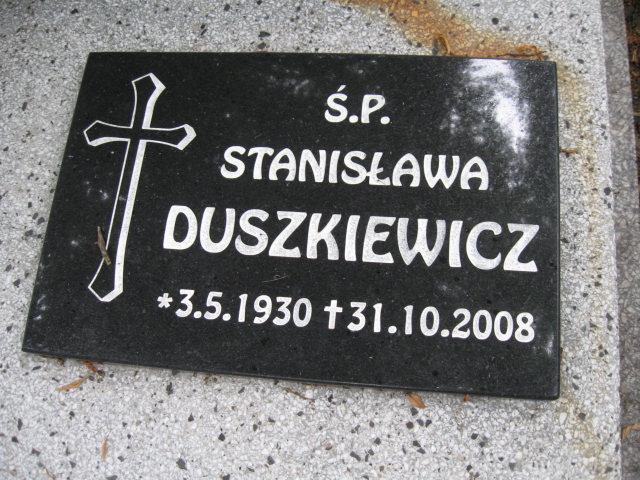 Ś.P.
STANISŁAWA
DUSZKIEWICZ
*3.5.1930 †31.10.2008